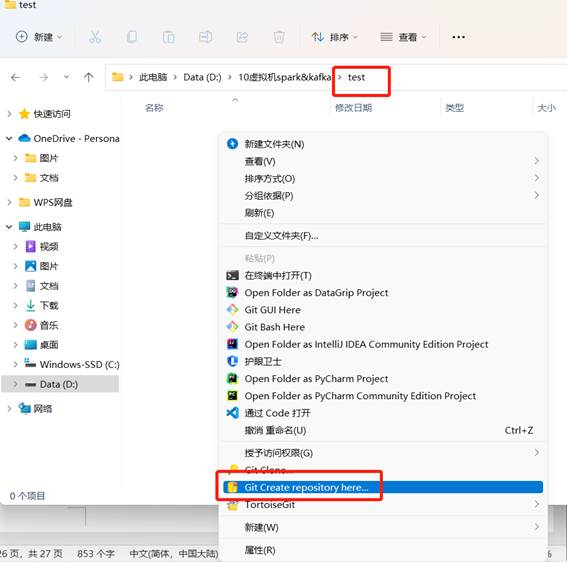 test
新建
排序
查看
此电脑 › Data (D:) › 10虚拟机spark&kafka › test
名称
修改日期
类型
大小
快速访问
OneDrive - Persona
图片
文档
WPS网盘
此电脑
视频
图片
文档
下载
音乐
桌面
Windows-SSD (C:)
Data (D:)
网络
0 个项目
新建文件夹(N)
查看(V)
排序方式(O)
分组依据(P)
刷新(E)
自定义文件夹(F)...
粘贴(P)
在终端中打开(T)
Open Folder as DataGrip Project
Git GUI Here
Git Bash Here
Open Folder as IntelliJ IDEA Community Edition Project
护眼卫士
Open Folder as PyCharm Project
Open Folder as PyCharm Community Edition Project
通过 Code 打开
撤消 重命名(U) Ctrl+Z
授予访问权限(G)
Git Clone...
Git Create repository here...
TortoiseGit
新建(W)
属性(R)
26 页，共 27 页 853 个字 中文(简体，中国大陆)
%